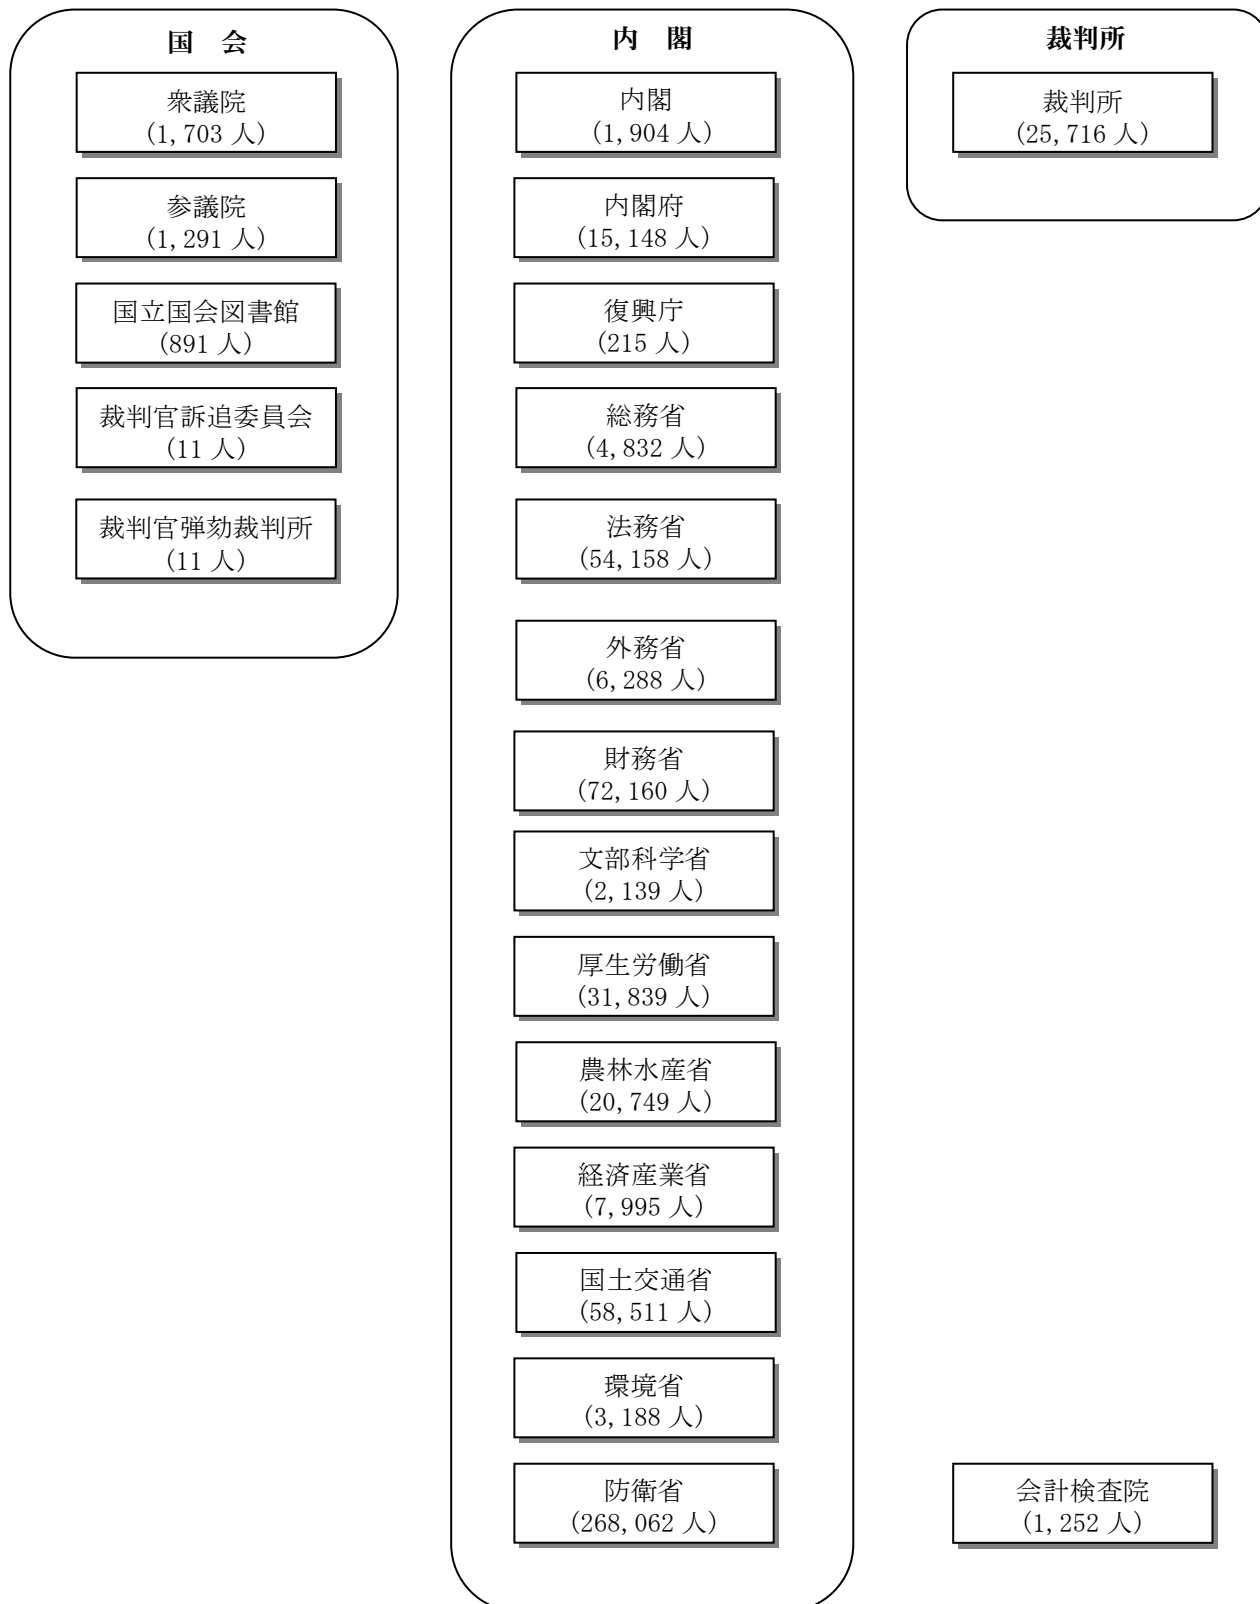 国　会
衆議院
(1,703 人)
参議院
(1,291 人)
国立国会図書館
(891 人)
裁判官訴追委員会
(11 人)
裁判官弾劾裁判所
(11 人)
内　閣
内閣
(1,904 人)
内閣府
(15,148 人)
復興庁
(215 人)
総務省
(4,832 人)
法務省
(54,158 人)
外務省
(6,288 人)
財務省
(72,160 人)
文部科学省
(2,139 人)
厚生労働省
(31,839 人)
農林水産省
(20,749 人)
経済産業省
(7,995 人)
国土交通省
(58,511 人)
環境省
(3,188 人)
防衛省
(268,062 人)
裁判所
裁判所
(25,716 人)
会計検査院
(1,252 人)